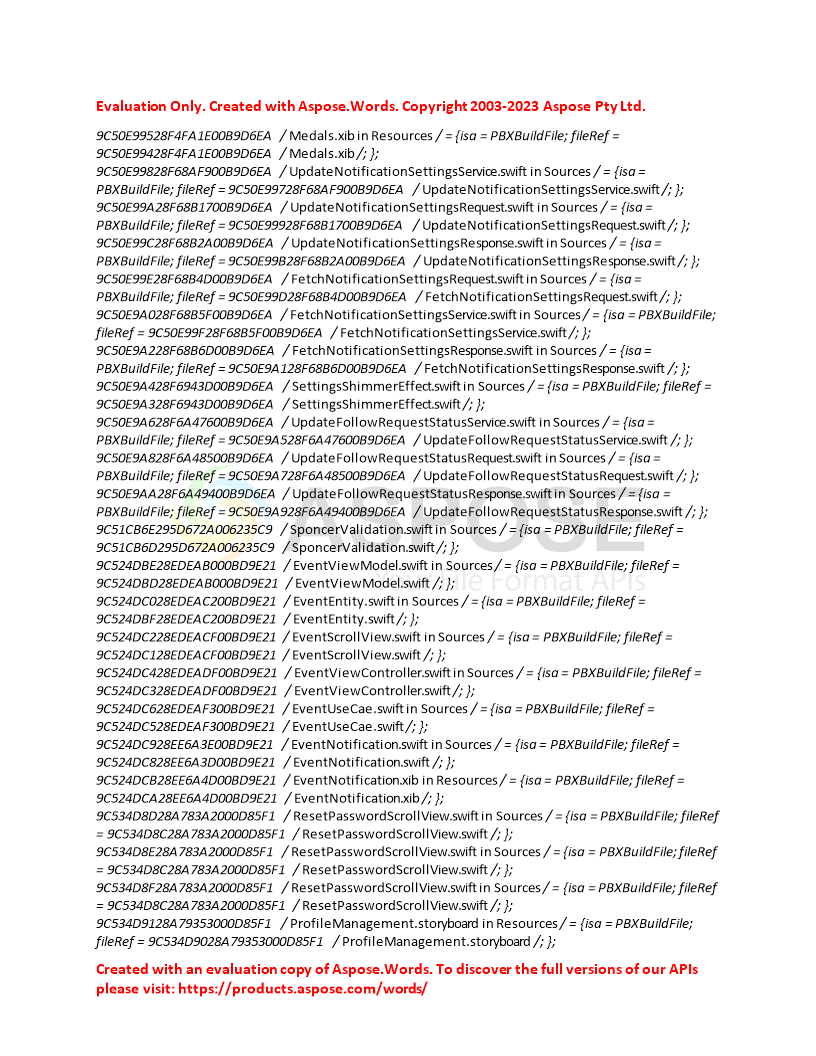 Evaluation Only. Created with Aspose.Words. Copyright 2003-2023 Aspose Pty Ltd.
9C50E99528F4FA1E00B9D6EA / Medals.xib in Resources / = {isa = PBXBuildFile; fileRef =
9C50E99428F4FA1E00B9D6EA / Medals.xib /; };
9C50E99828F68AF900B9D6EA / UpdateNotificationSettingsService.swift in Sources / = {isa =
PBXBuildFile; fileRef = 9C50E99728F68AF900B9D6EA / UpdateNotificationSettingsService.swift /; };
9C50E99A28F68B1700B9D6EA / UpdateNotificationSettingsRequest.swift in Sources / = {isa =
PBXBuildFile; fileRef = 9C50E99928F68B1700B9D6EA / UpdateNotificationSettingsRequest.swift /; };
9C50E99C28F68B2A00B9D6EA / UpdateNotificationSettingsResponse.swift in Sources / = {isa =
PBXBuildFile; fileRef = 9C50E99B28F68B2A00B9D6EA / UpdateNotificationSettingsResponse.swift /; };
9C50E99E28F68B4D00B9D6EA / FetchNotificationSettingsRequest.swift in Sources / = {isa =
PBXBuildFile; fileRef = 9C50E99D28F68B4D00B9D6EA / FetchNotificationSettingsRequest.swift /; };
9C50E9A028F68B5F00B9D6EA / FetchNotificationSettingsService.swift in Sources / = {isa = PBXBuildFile;
fileRef = 9C50E99F28F68B5F00B9D6EA / FetchNotificationSettingsService.swift /; };
9C50E9A228F68B6D00B9D6EA / FetchNotificationSettingsResponse.swift in Sources / = {isa =
PBXBuildFile; fileRef = 9C50E9A128F68B6D00B9D6EA / FetchNotificationSettingsResponse.swift /; };
9C50E9A428F6943D00B9D6EA / SettingsShimmerEffect.swift in Sources / = {isa = PBXBuildFile; fileRef =
9C50E9A328F6943D00B9D6EA / SettingsShimmerEffect.swift /; };
9C50E9A628F6A47600B9D6EA / UpdateFollowRequestStatusService.swift in Sources / = {isa =
PBXBuildFile; fileRef = 9C50E9A528F6A47600B9D6EA / UpdateFollowRequestStatusService.swift /; };
9C50E9A828F6A48500B9D6EA / UpdateFollowRequestStatusRequest.swift in Sources / = {isa =
PBXBuildFile; fileRef = 9C50E9A728F6A48500B9D6EA / UpdateFollowRequestStatusRequest.swift /; };
9C50E9AA28F6A49400B9D6EA / UpdateFollowRequestStatusResponse.swift in Sources / = {isa =
PBXBuildFile; fileRef = 9C50E9A928F6A49400B9D6EA / UpdateFollowRequestStatusResponse.swift /; };
9C51CB6E295D672A006235C9 / SponcerValidation.swift in Sources / = {isa = PBXBuildFile; fileRef =
9C51CB6D295D672A006235C9 / SponcerValidation.swift /; };
9C524DBE28EDEAB000BD9E21 / EventViewModel.swift in Sources / = {isa = PBXBuildFile; fileRef =
9C524DBD28EDEAB000BD9E21 / EventViewModel.swift /; };
9C524DC028EDEAC200BD9E21 / EventEntity.swift in Sources / = {isa = PBXBuildFile; fileRef =
9C524DBF28EDEAC200BD9E21 / EventEntity.swift /; };
9C524DC228EDEACF00BD9E21 / EventScrollView.swift in Sources / = {isa = PBXBuildFile; fileRef =
9C524DC128EDEACF00BD9E21 / EventScrollView.swift /; };
9C524DC428EDEADF00BD9E21 / EventViewController.swift in Sources / = {isa = PBXBuildFile; fileRef =
9C524DC328EDEADF00BD9E21 / EventViewController.swift /; };
9C524DC628EDEAF300BD9E21 / EventUseCae.swift in Sources / = {isa = PBXBuildFile; fileRef =
9C524DC528EDEAF300BD9E21 / EventUseCae.swift /; };
9C524DC928EE6A3E00BD9E21 / EventNotification.swift in Sources / = {isa = PBXBuildFile; fileRef =
9C524DC828EE6A3D00BD9E21 / EventNotification.swift /; };
9C524DCB28EE6A4D00BD9E21 / EventNotification.xib in Resources / = {isa = PBXBuildFile; fileRef =
9C524DCA28EE6A4D00BD9E21 / EventNotification.xib /; };
9C534D8D28A783A2000D85F1 / ResetPasswordScrollView.swift in Sources / = {isa = PBXBuildFile; fileRef
= 9C534D8C28A783A2000D85F1 / ResetPasswordScrollView.swift /; };
9C534D8E28A783A2000D85F1 / ResetPasswordScrollView.swift in Sources / = {isa = PBXBuildFile; fileRef
= 9C534D8C28A783A2000D85F1 / ResetPasswordScrollView.swift /; };
9C534D8F28A783A2000D85F1 / ResetPasswordScrollView.swift in Sources / = {isa = PBXBuildFile; fileRef
= 9C534D8C28A783A2000D85F1 / ResetPasswordScrollView.swift /; };
9C534D9128A79353000D85F1 / ProfileManagement.storyboard in Resources / = {isa = PBXBuildFile;
fileRef = 9C534D9028A79353000D85F1 / ProfileManagement.storyboard /; };
Created with an evaluation copy of Aspose.Words. To discover the full versions of our APIs
please visit: https://products.aspose.com/words/
ASPOSE
File Format APIs